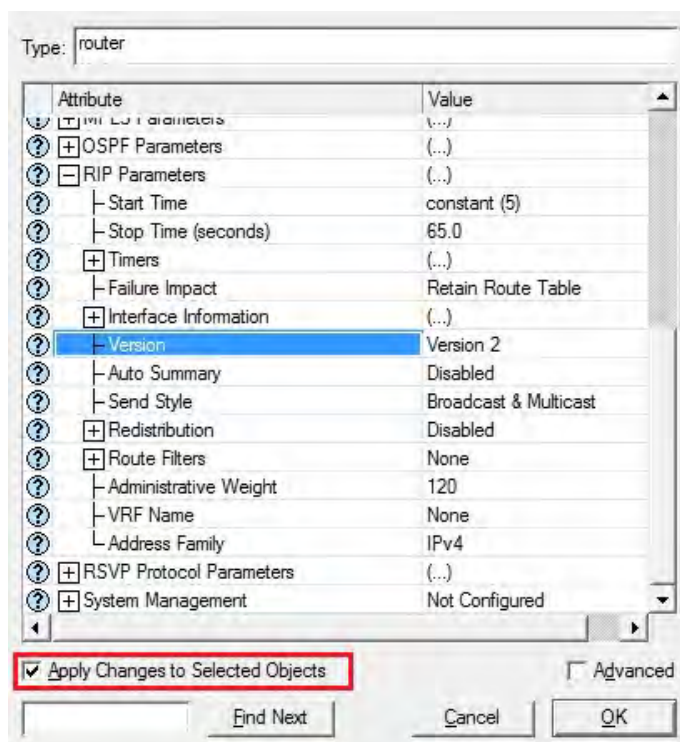 Type: router
Attribute Value
MPLS Parameters (...)
OSPF Parameters (...)
RIP Parameters (...)
Start Time constant (5)
Stop Time (seconds) 65.0
Timers (...)
Failure Impact Retain Route Table
Interface Information (...)
Version Version 2
Auto Summary Disabled
Send Style Broadcast & Multicast
Redistribution Disabled
Route Filters None
Administrative Weight 120
VRF Name None
Address Family IPv4
RSVP Protocol Parameters (...)
System Management Not Configured
Apply Changes to Selected Objects Advanced
Find Next Cancel OK